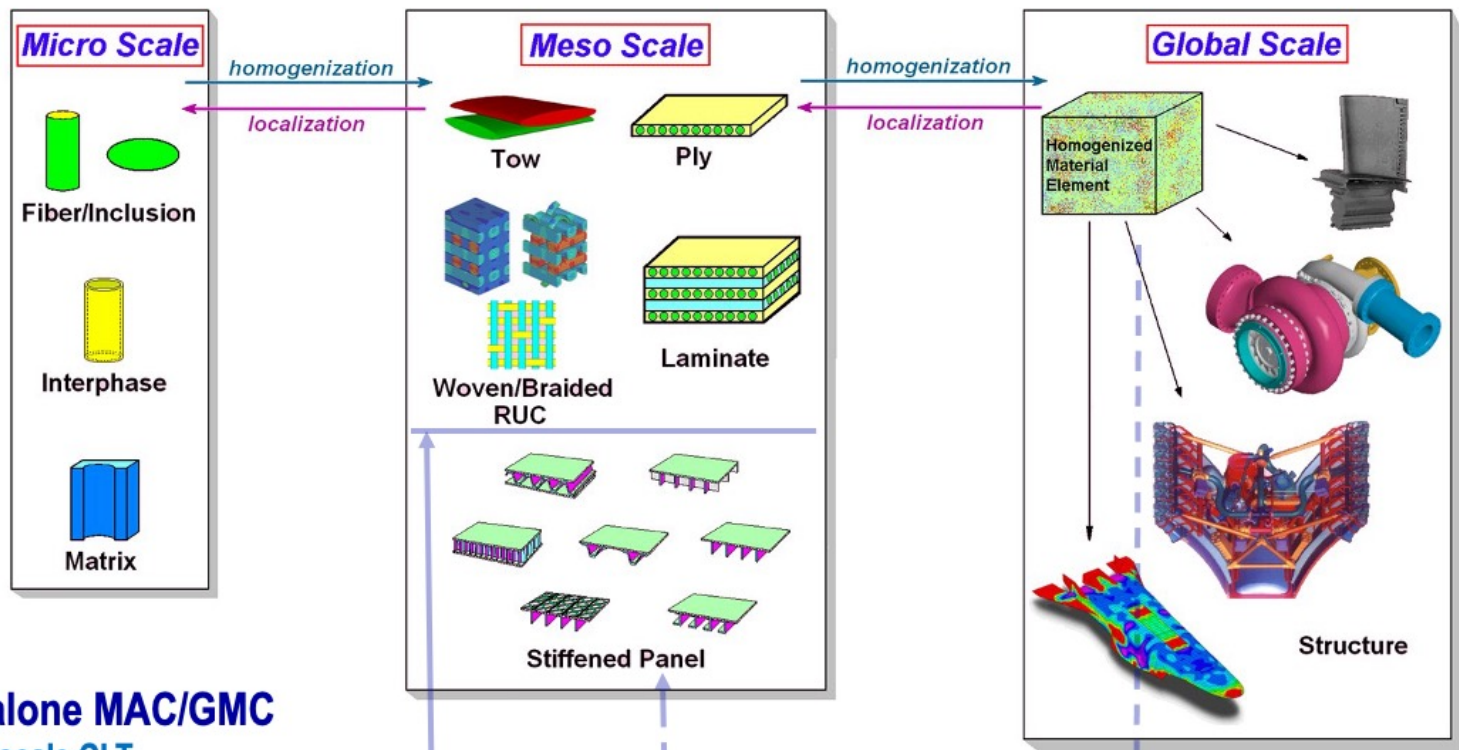 Micro Scale
Fiber/Inclusion
Interphase
Matrix
homogenization
localization
Meso Scale
Tow
Ply
Woven/Braided
RUC
Laminate
Stiffened Panel
homogenization
localization
Global Scale
Homogenized
Material
Element
Structure
alone MAC/GMC
CLT